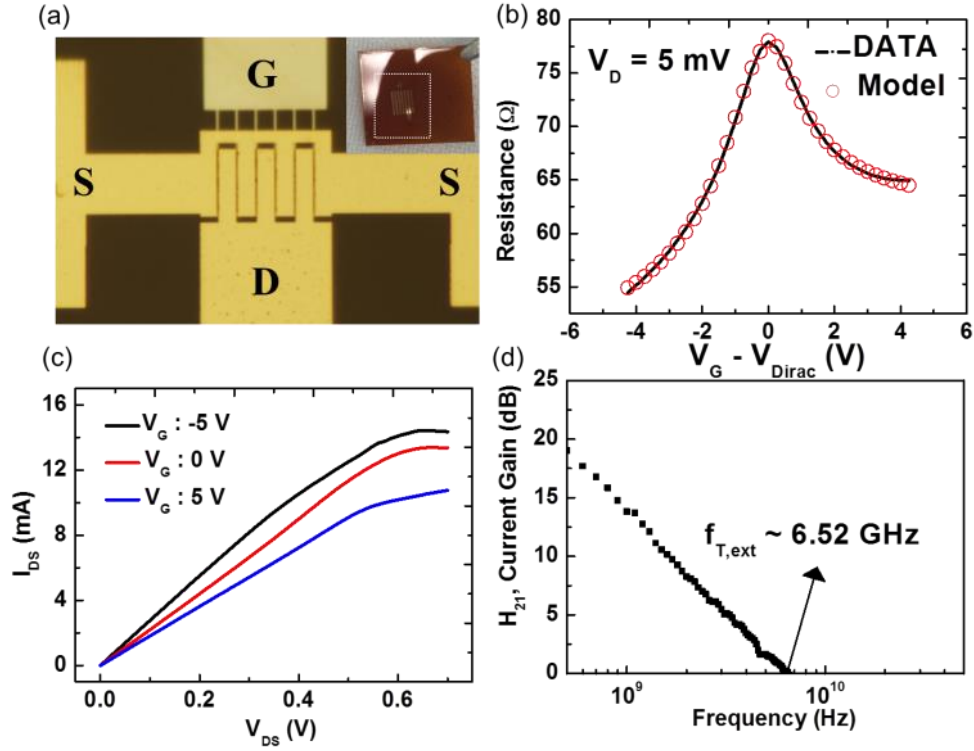 (a)
G
S
S
D
(b)
Resistance (Ω)
80
75
70
65
60
55
V_D = 5 mV
DATA
Model
-6
-4
-2
0
2
4
6
V_G - V_Dirac (V)
(c)
I_DS (mA)
16
12
8
4
0
V_G : -5 V
V_G : 0 V
V_G : 5 V
0.0
0.2
0.4
0.6
V_DS (V)
(d)
H_21, Current Gain (dB)
25
20
15
10
5
0
f_T,ext ~ 6.52 GHz
10^9
10^10
Frequency (Hz)